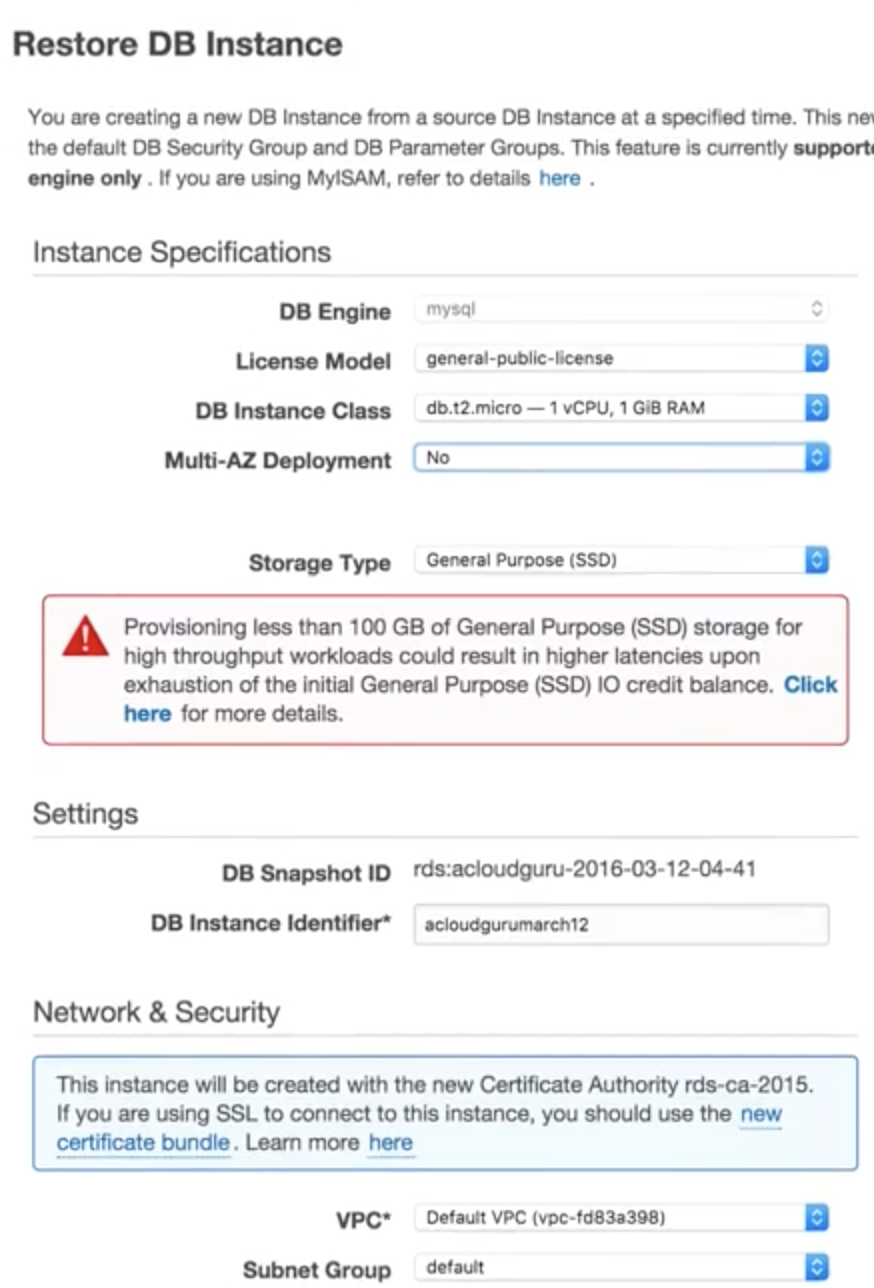 Restore DB Instance
You are creating a new DB Instance from a source DB Instance at a specified time. This
the default DB Security Group and DB Parameter Groups. This feature is currently
engine only . If you are using MyISAM, refer to details here .
Instance Specifications
DB Engine mysql
License Model general-public-license
DB Instance Class db.t2.micro — 1 vCPU, 1 GiB RAM
Multi-AZ Deployment No
Storage Type General Purpose (SSD)
Provisioning less than 100 GB of General Purpose (SSD) storage for
high throughput workloads could result in higher latencies upon
exhaustion of the initial General Purpose (SSD) IO credit balance. Click
here for more details.
Settings
DB Snapshot ID rds:acloudguru-2016-03-12-04-41
DB Instance Identifier* acloudgurumarch12
Network & Security
This instance will be created with the new Certificate Authority rds-ca-2015.
If you are using SSL to connect to this instance, you should use the new
certificate bundle . Learn more here
VPC* Default VPC (vpc-fd83a398)
Subnet Group default